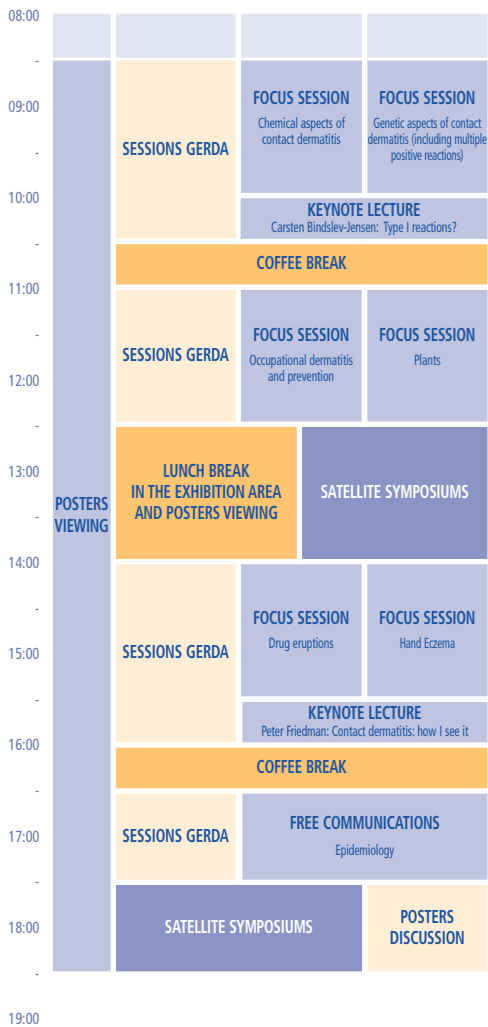 08:00
-
09:00
-
10:00
-
11:00
-
12:00
-
13:00
-
14:00
-
15:00
-
16:00
-
17:00
-
18:00
-
19:00
POSTERS
VIEWING
SESSIONS GERDA
FOCUS SESSION
Chemical aspects of
contact dermatitis
FOCUS SESSION
Genetic aspects of contact
dermatitis (including multiple
positive reactions)
KEYNOTE LECTURE
Carsten Bindslev-Jensen: Type I reactions?
COFFEE BREAK
SESSIONS GERDA
FOCUS SESSION
Occupational dermatitis
and prevention
FOCUS SESSION
Plants
LUNCH BREAK
IN THE EXHIBITION AREA
AND POSTERS VIEWING
SATELLITE SYMPOSIUMS
SESSIONS GERDA
FOCUS SESSION
Drug eruptions
FOCUS SESSION
Hand Eczema
KEYNOTE LECTURE
Peter Friedman: Contact dermatitis: how I see it
COFFEE BREAK
SESSIONS GERDA
FREE COMMUNICATIONS
Epidemiology
SATELLITE SYMPOSIUMS
POSTERS
DISCUSSION